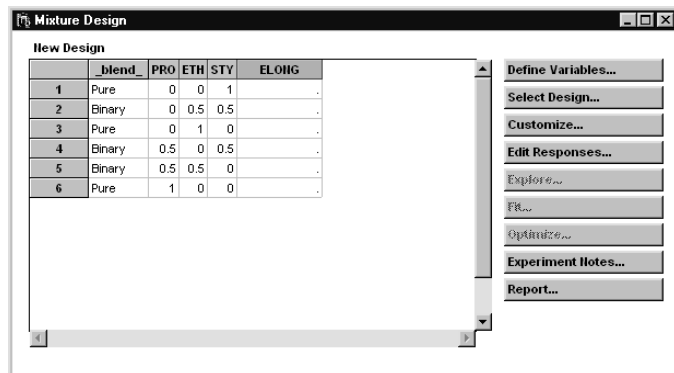 Mixture Design
New Design
_blend_ PRO ETH STY ELONG
1 Pure 0 0 1 .
2 Binary 0 0.5 0.5 .
3 Pure 0 1 0 .
4 Binary 0.5 0 0.5 .
5 Binary 0.5 0.5 0 .
6 Pure 1 0 0 .
Define Variables...
Select Design...
Customize...
Edit Responses...
Explore...
Fit...
Optimize...
Experiment Notes...
Report...